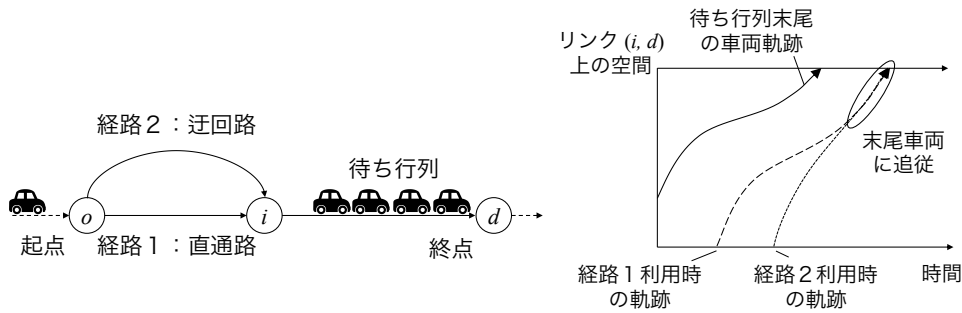 経路２：迂回路
待ち行列
o
i
d
起点
経路１：直通路
終点
リンク (i, d)
上の空間
待ち行列末尾
の車両軌跡
末尾車両
に追従
経路１利用時
の軌跡
経路２利用時
の軌跡
時間